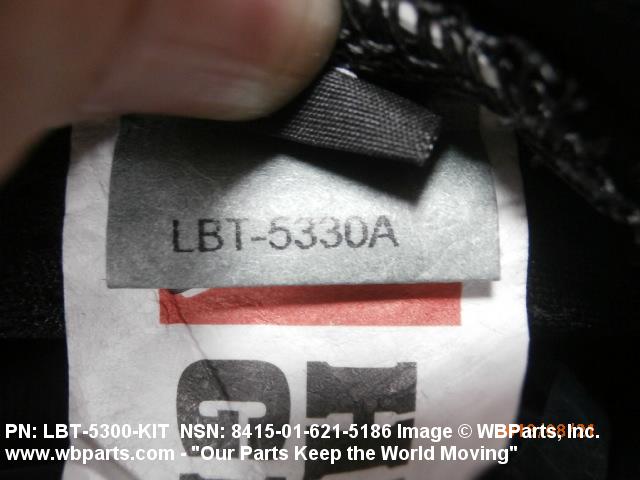 LBT-5330A
PN: LBT-5300-KIT NSN: 8415-01-621-5186 Image © WBParts, Inc.
www.wbparts.com - "Our Parts Keep the World Moving"